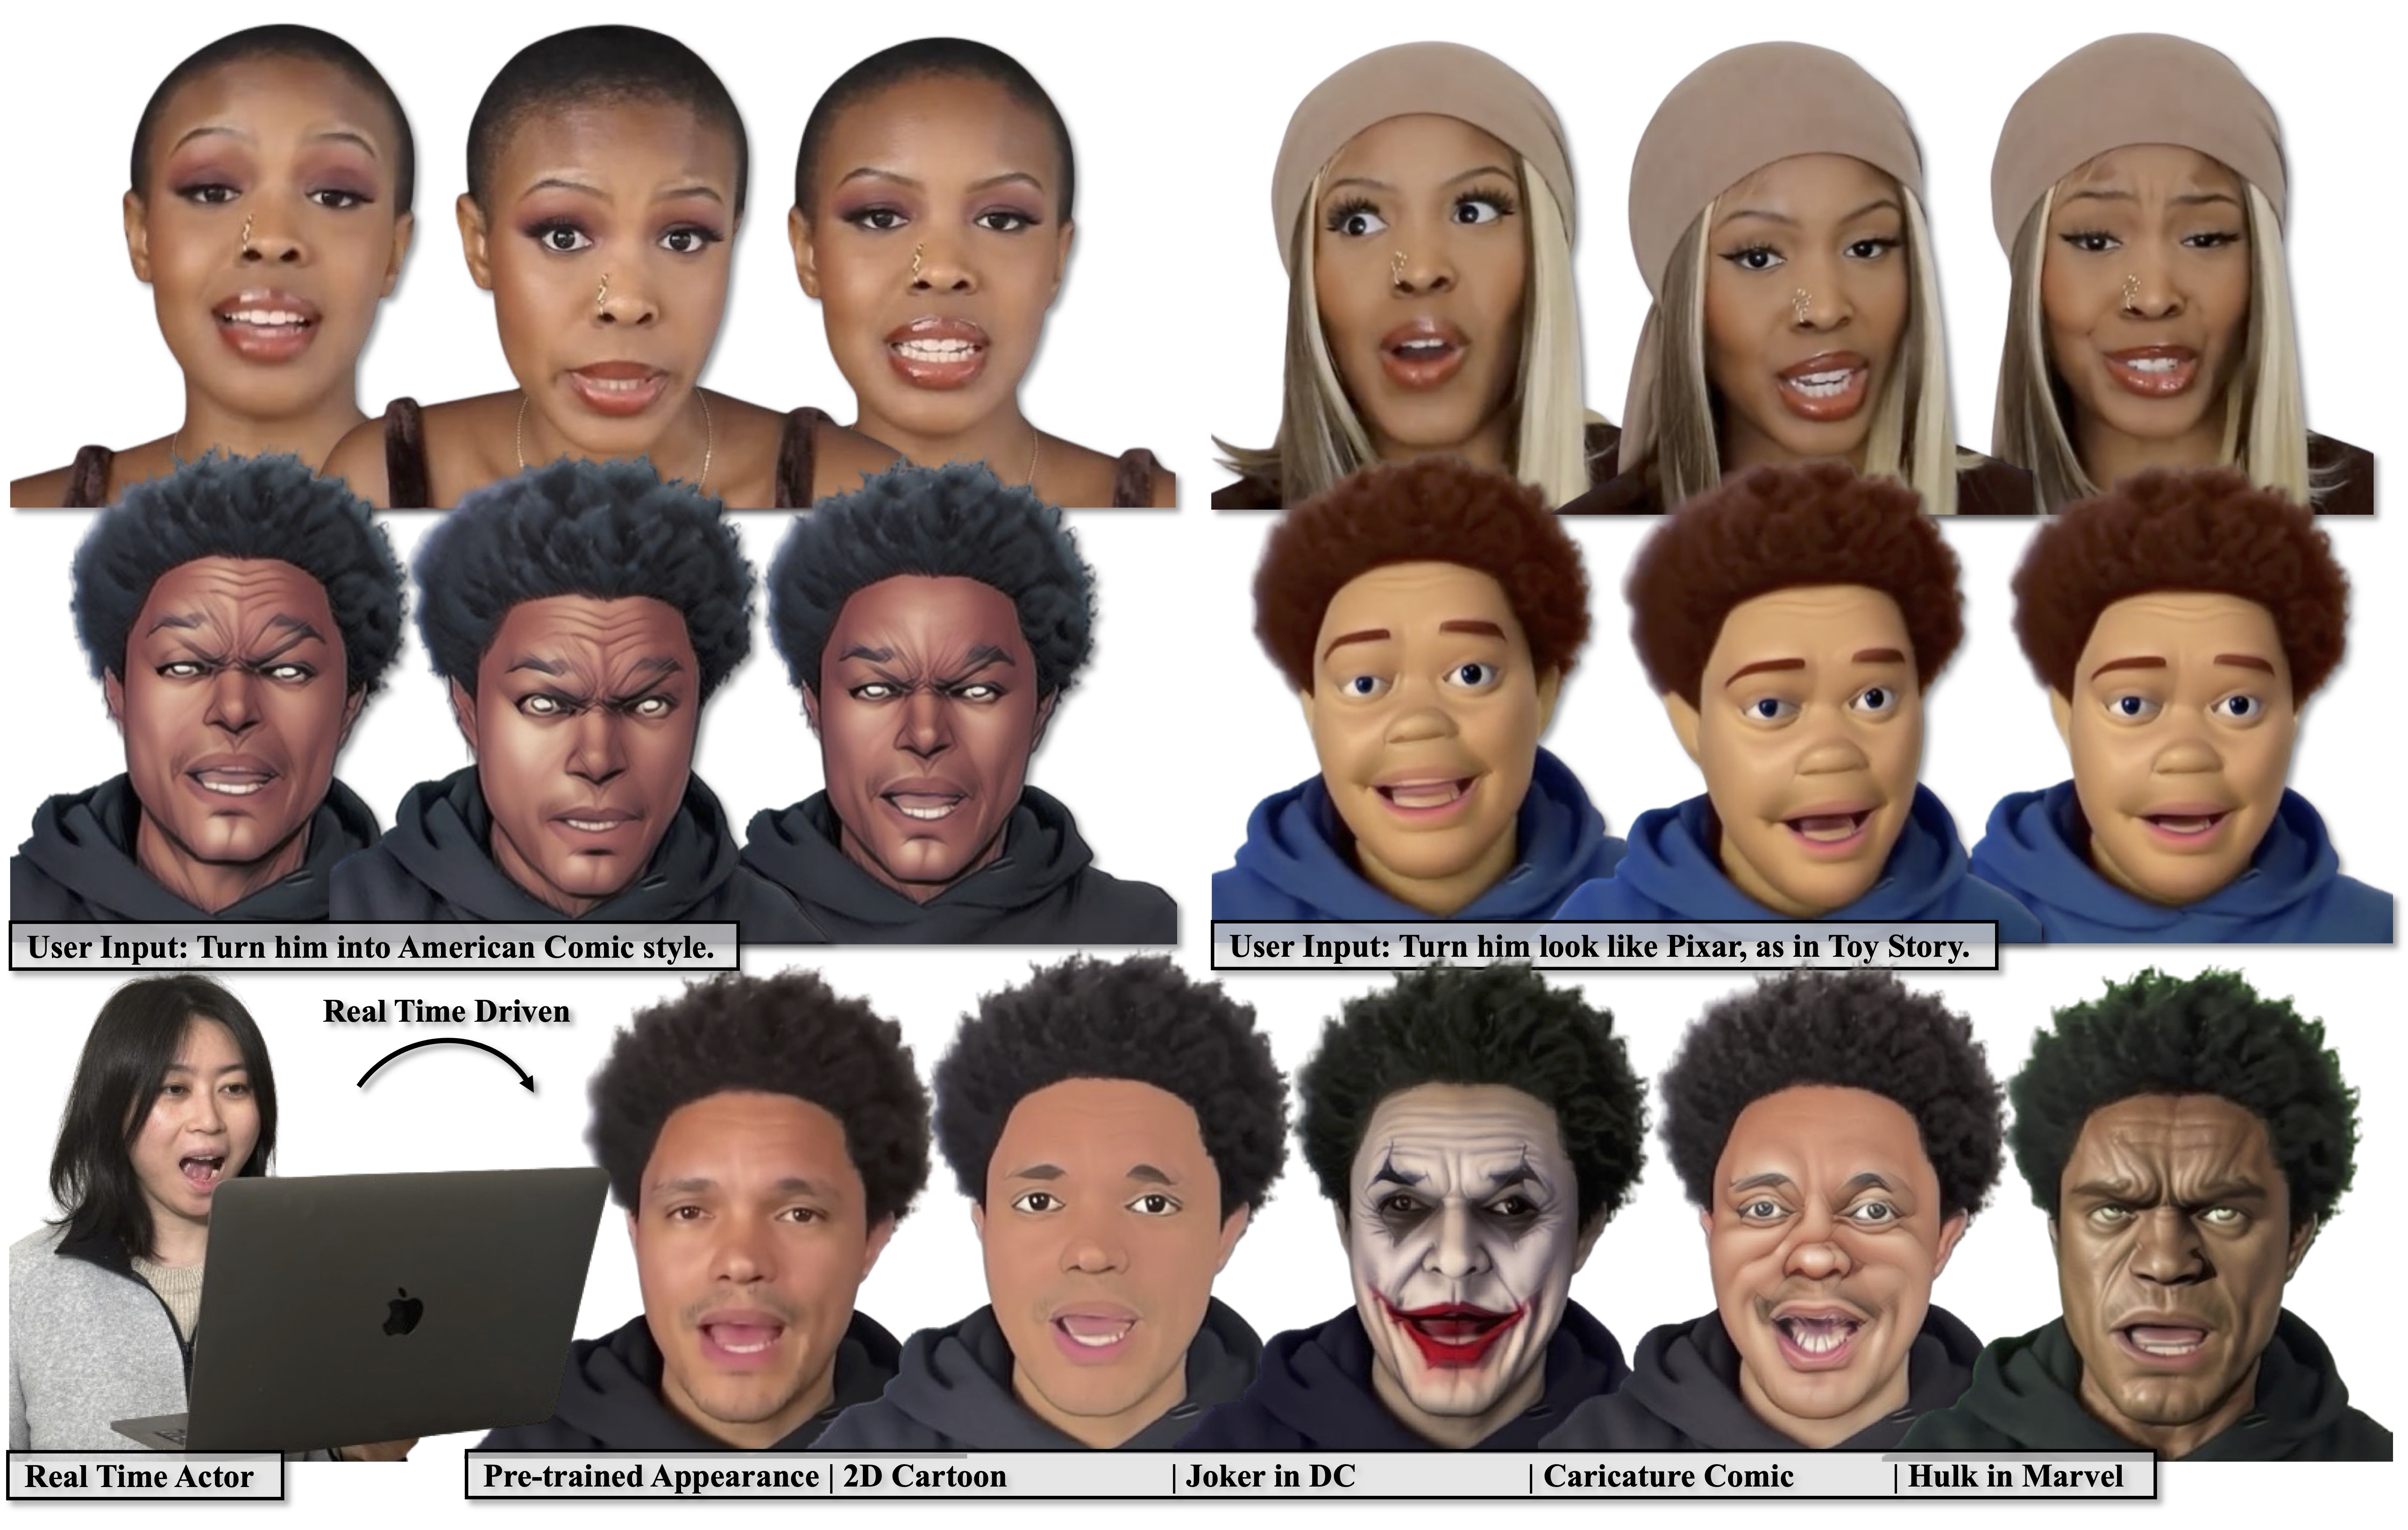 User Input: Turn him into American Comic style.
User Input: Turn him look like Pixar, as in Toy Story.
Real Time Driven
Real Time Actor
Pre-trained Appearance | 2D Cartoon | Joker in DC | Caricature Comic | Hulk in Marvel